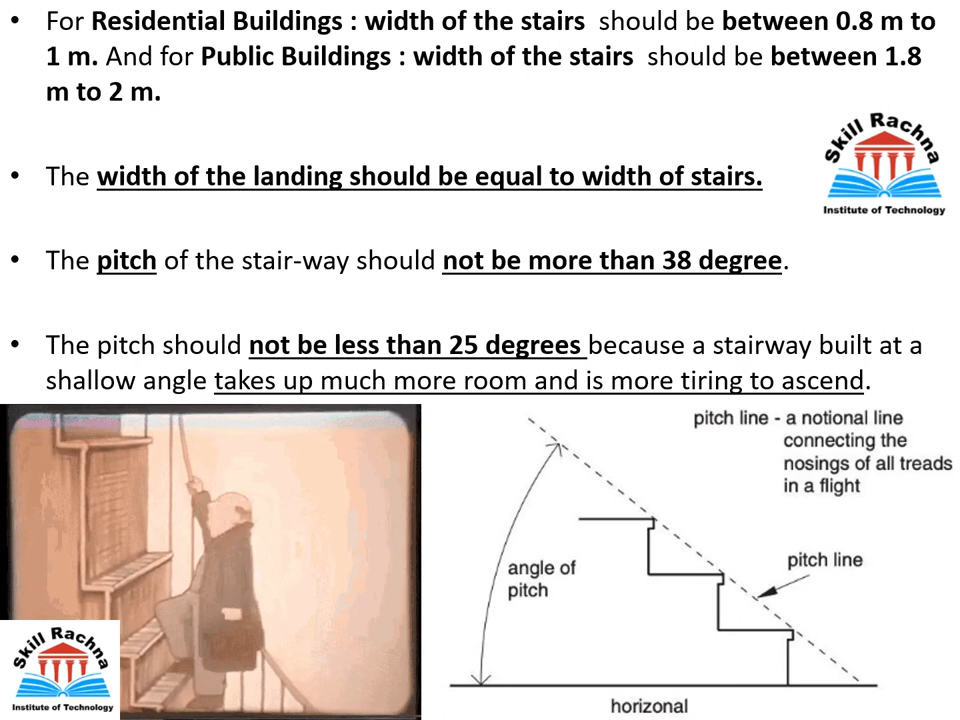 • For Residential Buildings : width of the stairs should be between 0.8 m to
1 m. And for Public Buildings : width of the stairs should be between 1.8
m to 2 m.
• The width of the landing should be equal to width of stairs.
Skill Rachna
Institute of Technology
• The pitch of the stair-way should not be more than 38 degree.
• The pitch should not be less than 25 degrees because a stairway built at a
shallow angle takes up much more room and is more tiring to ascend.
pitch line - a notional line
connecting the
nosings of all treads
in a flight
pitch line
angle of
pitch
horizonal
Skill Rachna
Institute of Technology